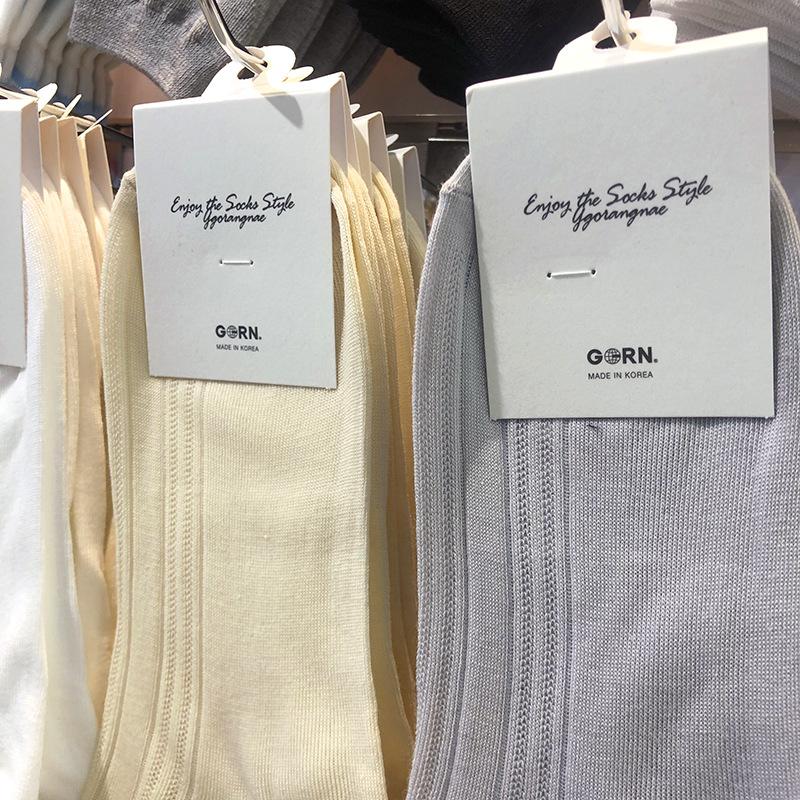 Enjoy the Socks Style
ygorangnae
GORN.
MADE IN KOREA
Enjoy the Socks Style
ygorangnae
GORN.
MADE IN KOREA